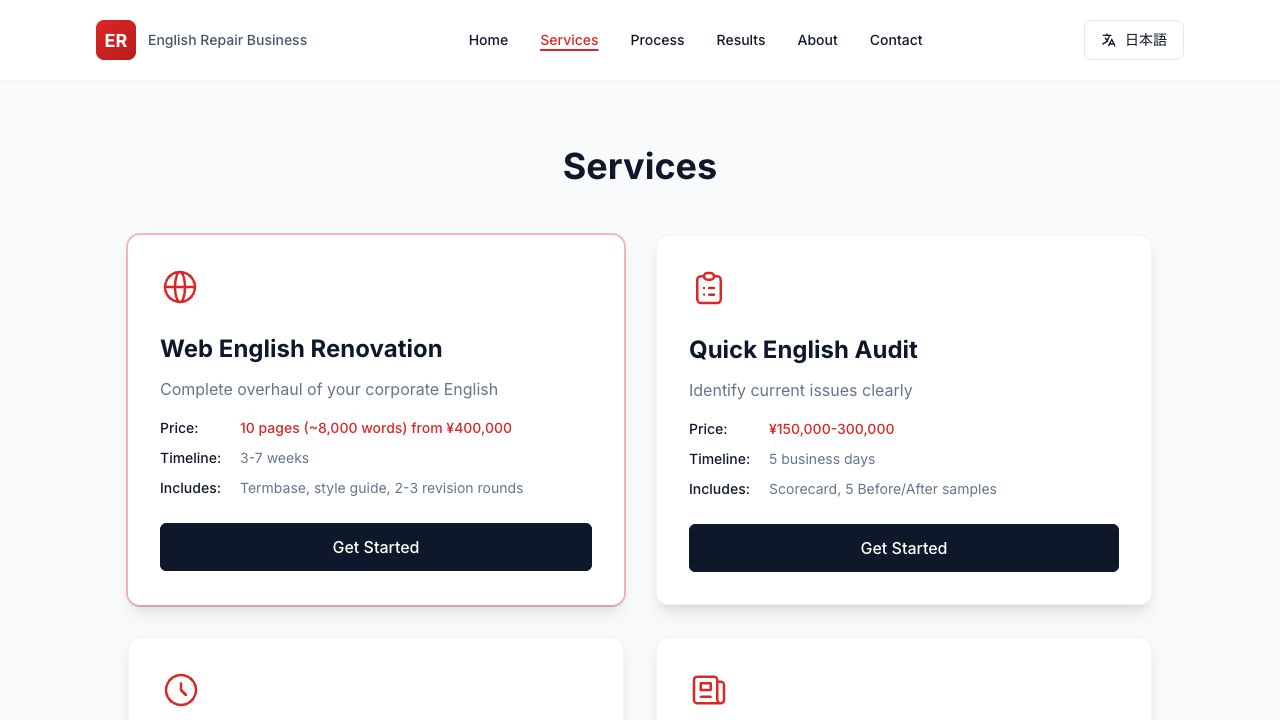 ER
English Repair Business
Home
Services
Process
Results
About
Contact
日本語
Services
Web English Renovation
Complete overhaul of your corporate English
Price: 10 pages (~8,000 words) from ¥400,000
Timeline: 3-7 weeks
Includes: Termbase, style guide, 2-3 revision rounds
Get Started
Quick English Audit
Identify current issues clearly
Price: ¥150,000-300,000
Timeline: 5 business days
Includes: Scorecard, 5 Before/After samples
Get Started